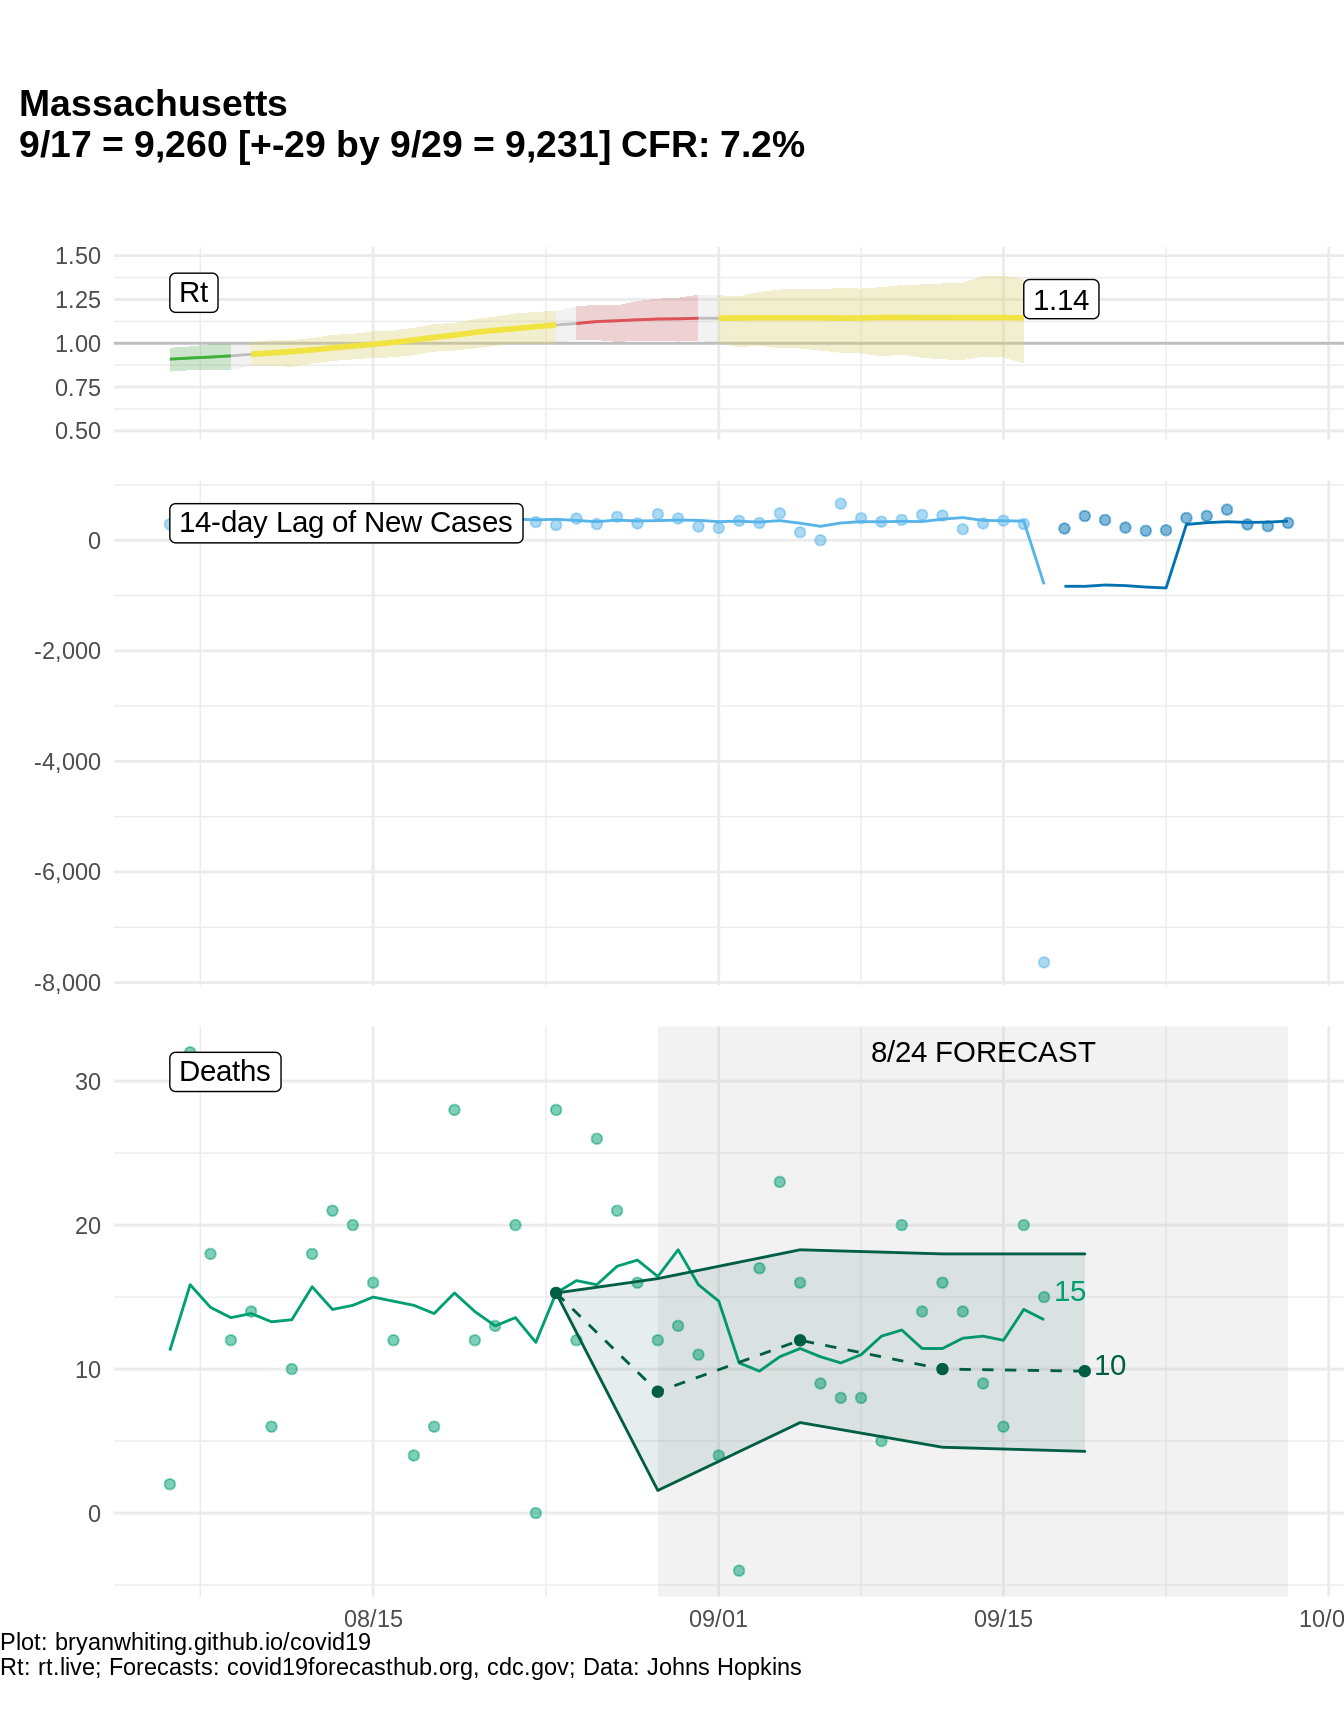 Massachusetts
9/17 = 9,260 [+-29 by 9/29 = 9,231] CFR: 7.2%
1.50
Rt
1.25
1.14
1.00
0.75
0.50
14-day Lag of New Cases
0
-2,000
-4,000
-6,000
-8,000
8/24 FORECAST
Deaths
30
20
15
10
10
0
08/15 09/01 09/15 10/0
Plot: bryanwhiting.github.io/covid19
Rt: rt.live; Forecasts: covid19forecasthub.org, cdc.gov; Data: Johns Hopkins